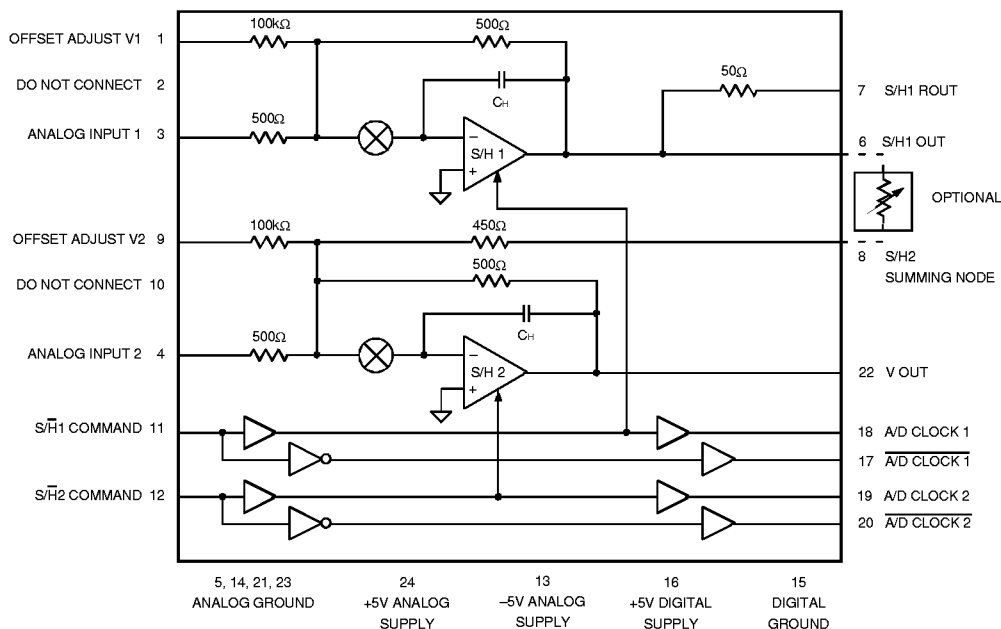 100kΩ
500Ω
OFFSET ADJUST V1 1
DO NOT CONNECT 2
CH
50Ω
7 S/H1 ROUT
500Ω
ANALOG INPUT 1 3
−
S/H 1
+
6 S/H1 OUT
OPTIONAL
100kΩ
450Ω
OFFSET ADJUST V2 9
8 S/H2
SUMMING NODE
500Ω
DO NOT CONNECT 10
CH
500Ω
ANALOG INPUT 2 4
−
S/H 2
+
22 V OUT
S/H̅1 COMMAND 11
18 A/D CLOCK 1
17 A̅/̅D̅ ̅C̅L̅O̅C̅K̅ ̅1̅
S/H̅2 COMMAND 12
19 A/D CLOCK 2
20 A̅/̅D̅ ̅C̅L̅O̅C̅K̅ ̅2̅
5, 14, 21, 23
ANALOG GROUND
24
+5V ANALOG
SUPPLY
13
–5V ANALOG
SUPPLY
16
+5V DIGITAL
SUPPLY
15
DIGITAL
GROUND